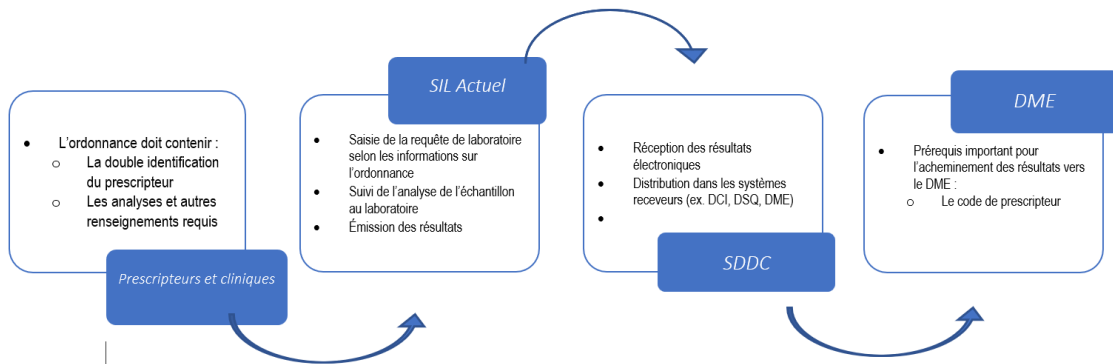 • L'ordonnance doit contenir :
o La double identification
du prescripteur
o Les analyses et autres
renseignements requis
Prescripteurs et cliniques
SIL Actuel
• Saisie de la requête de laboratoire
selon les informations sur
l'ordonnance
• Suivi de l'analyse de l'échantillon
au laboratoire
• Émission des résultats
• Réception des résultats
électroniques
• Distribution dans les systèmes
receveurs (ex. DCI, DSQ, DME)
•
SDDC
DME
• Prérequis important pour
l'acheminement des résultats vers
le DME :
o Le code de prescripteur